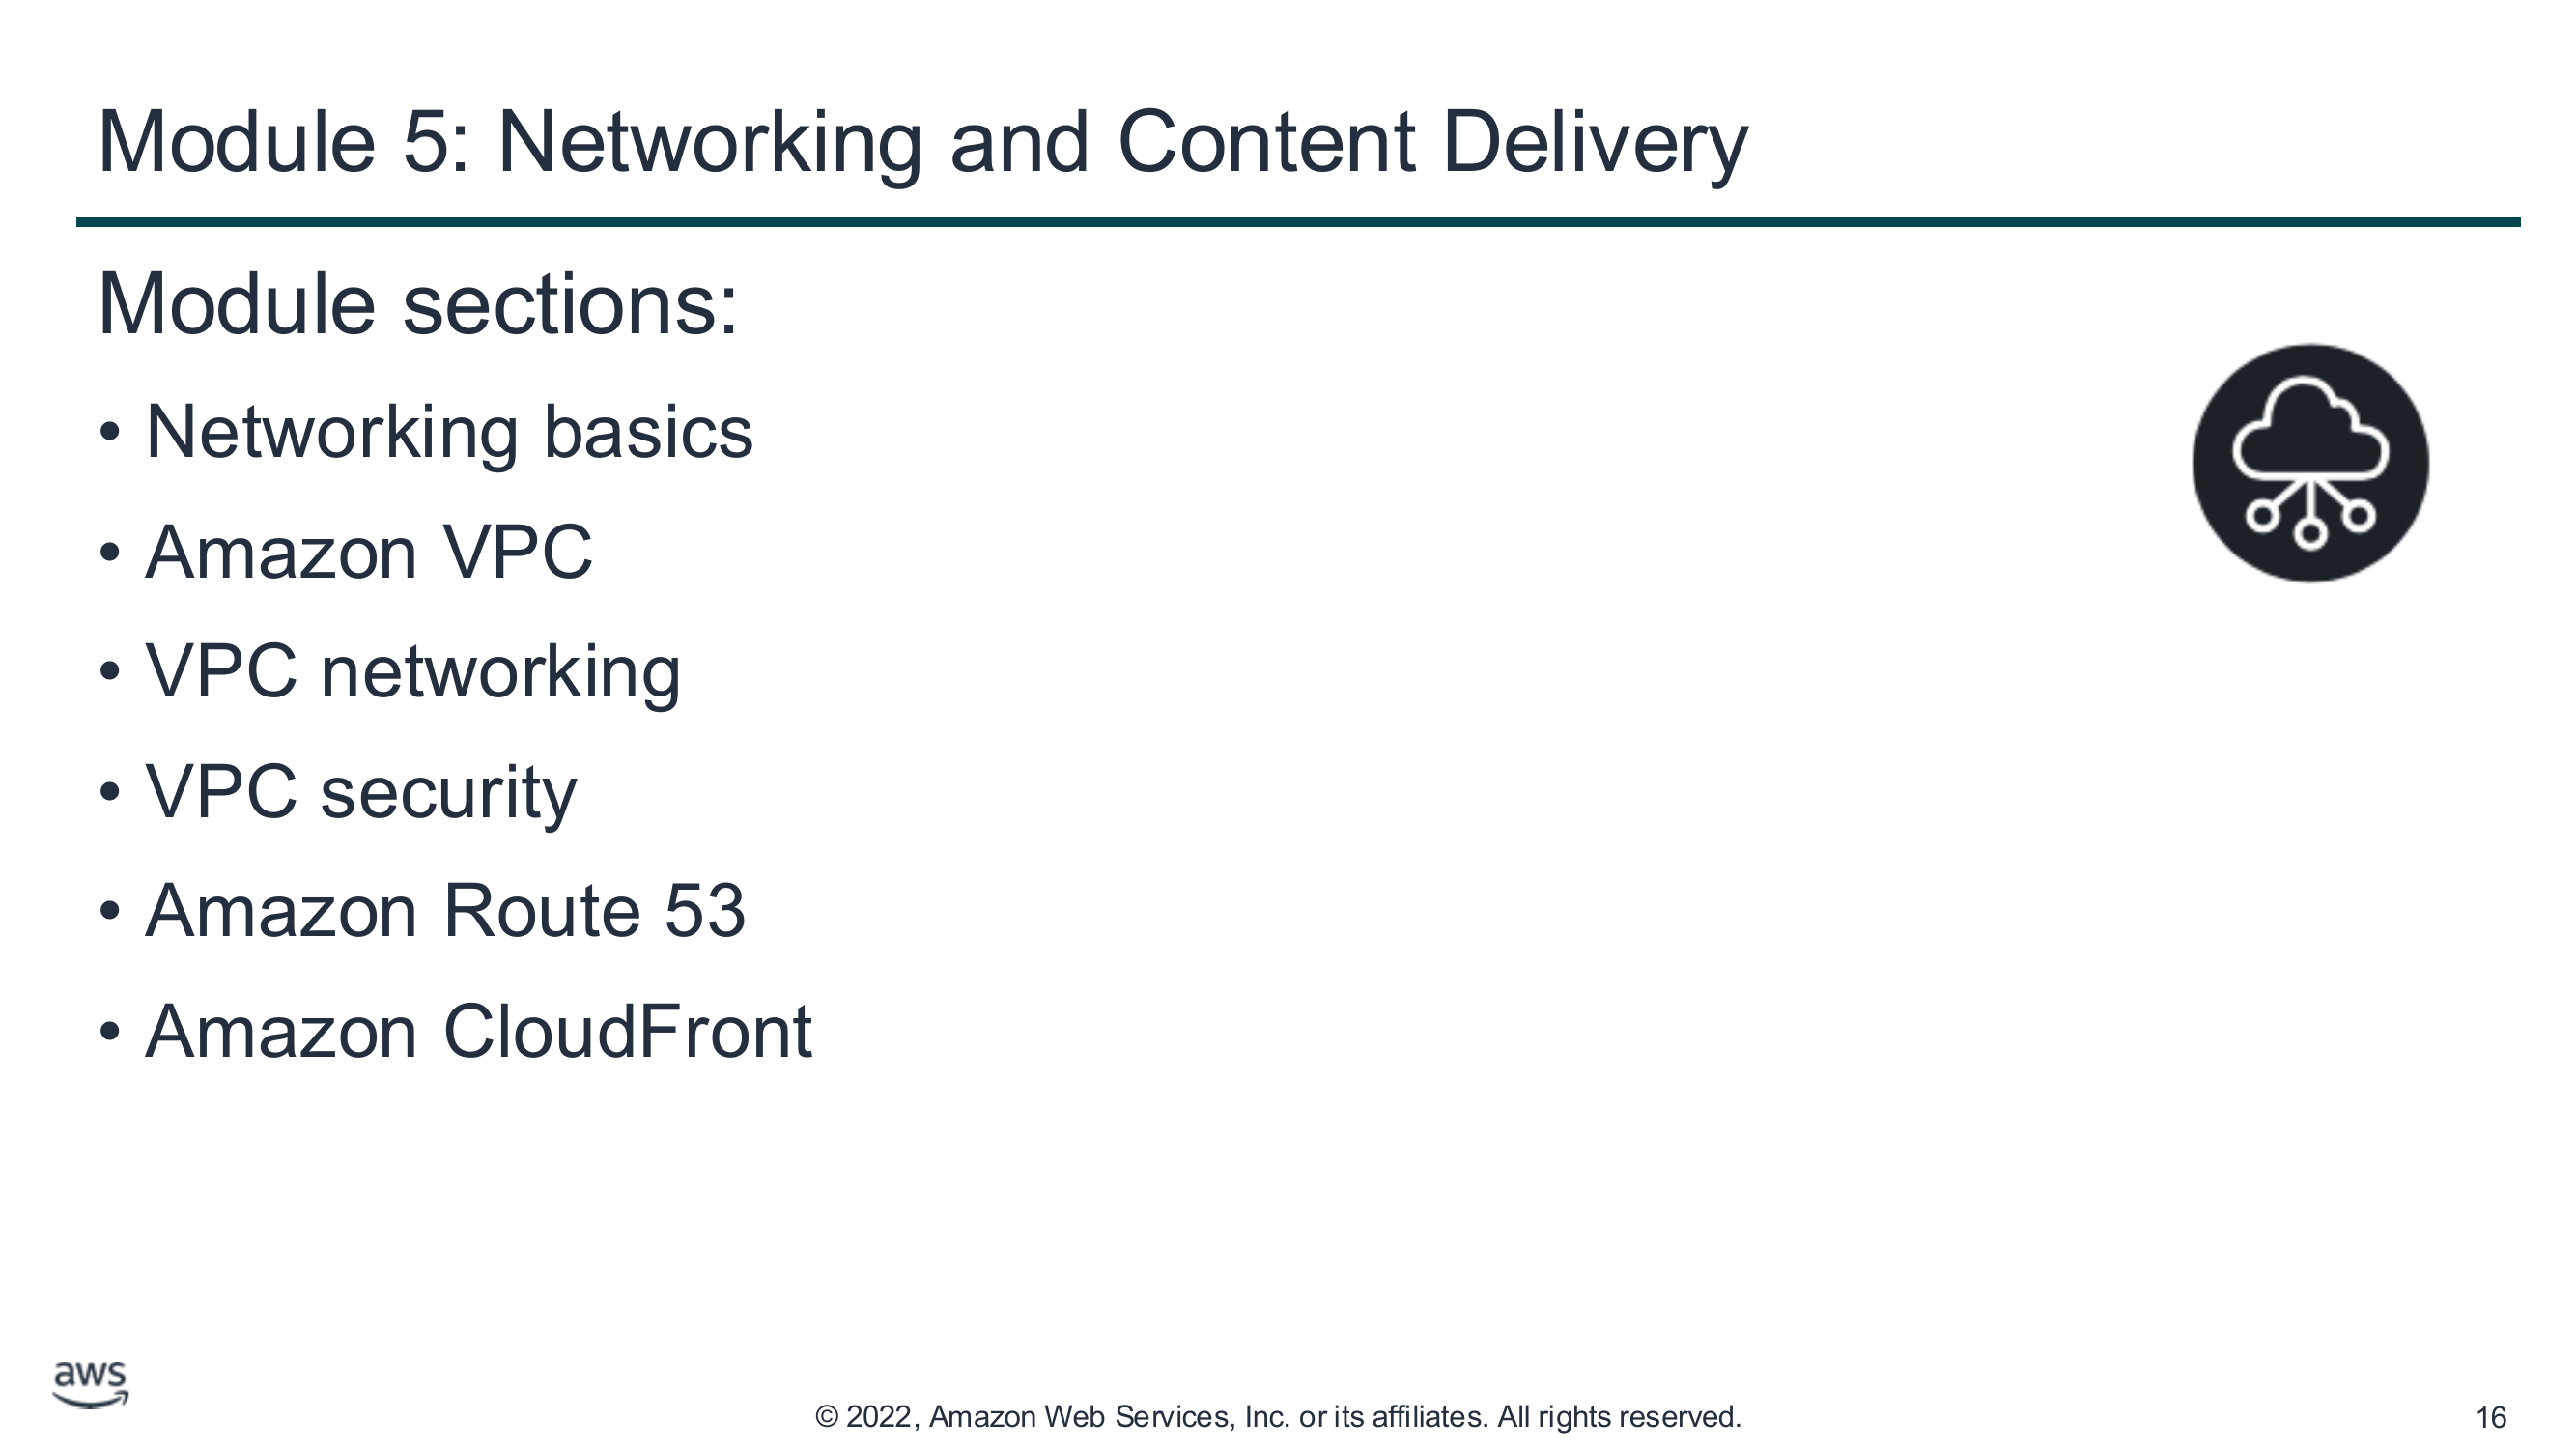 Module 5: Networking and Content Delivery
Module sections:
• Networking basics
• Amazon VPC
• VPC networking
• VPC security
• Amazon Route 53
• Amazon CloudFront
aws
© 2022, Amazon Web Services, Inc. or its affiliates. All rights reserved.
16